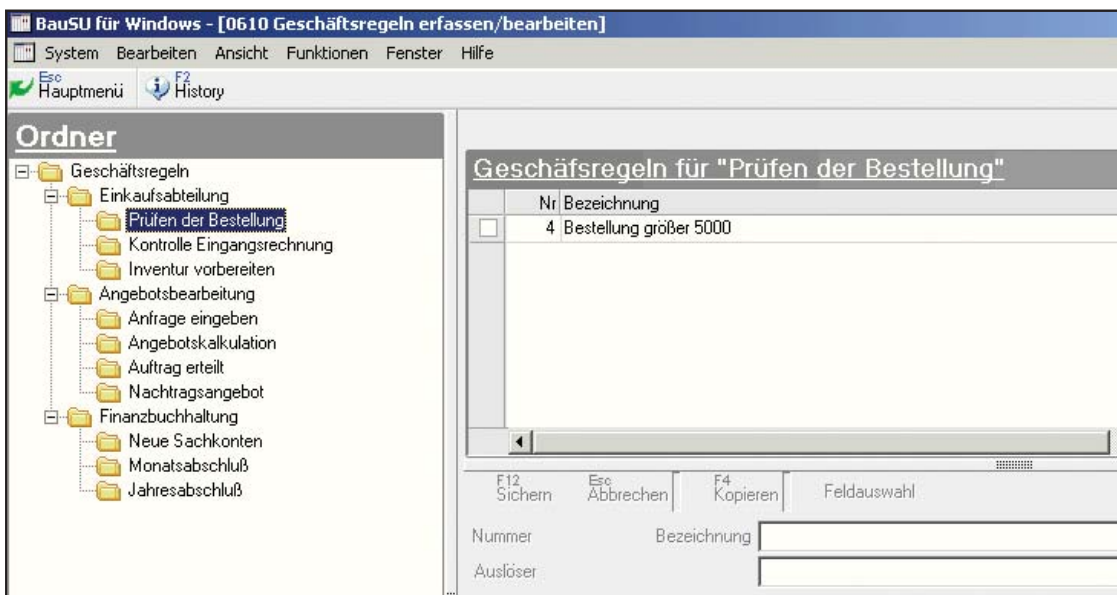 BauSU für Windows - [0610 Geschäftsregeln erfassen/bearbeiten]
System Bearbeiten Ansicht Funktionen Fenster Hilfe
Esc Hauptmenü F2 History
Ordner
Geschäftsregeln
Einkaufsabteilung
Prüfen der Bestellung
Kontrolle Eingangsrechnung
Inventur vorbereiten
Angebotsbearbeitung
Anfrage eingeben
Angebotskalkulation
Auftrag erteilt
Nachtragsangebot
Finanzbuchhaltung
Neue Sachkonten
Monatsabschluß
Jahresabschluß
Geschäfsregeln für "Prüfen der Bestellung"
Nr Bezeichnung
4 Bestellung größer 5000
F12 Sichern Esc Abbrechen F4 Kopieren Feldauswahl
Nummer Bezeichnung
Auslöser